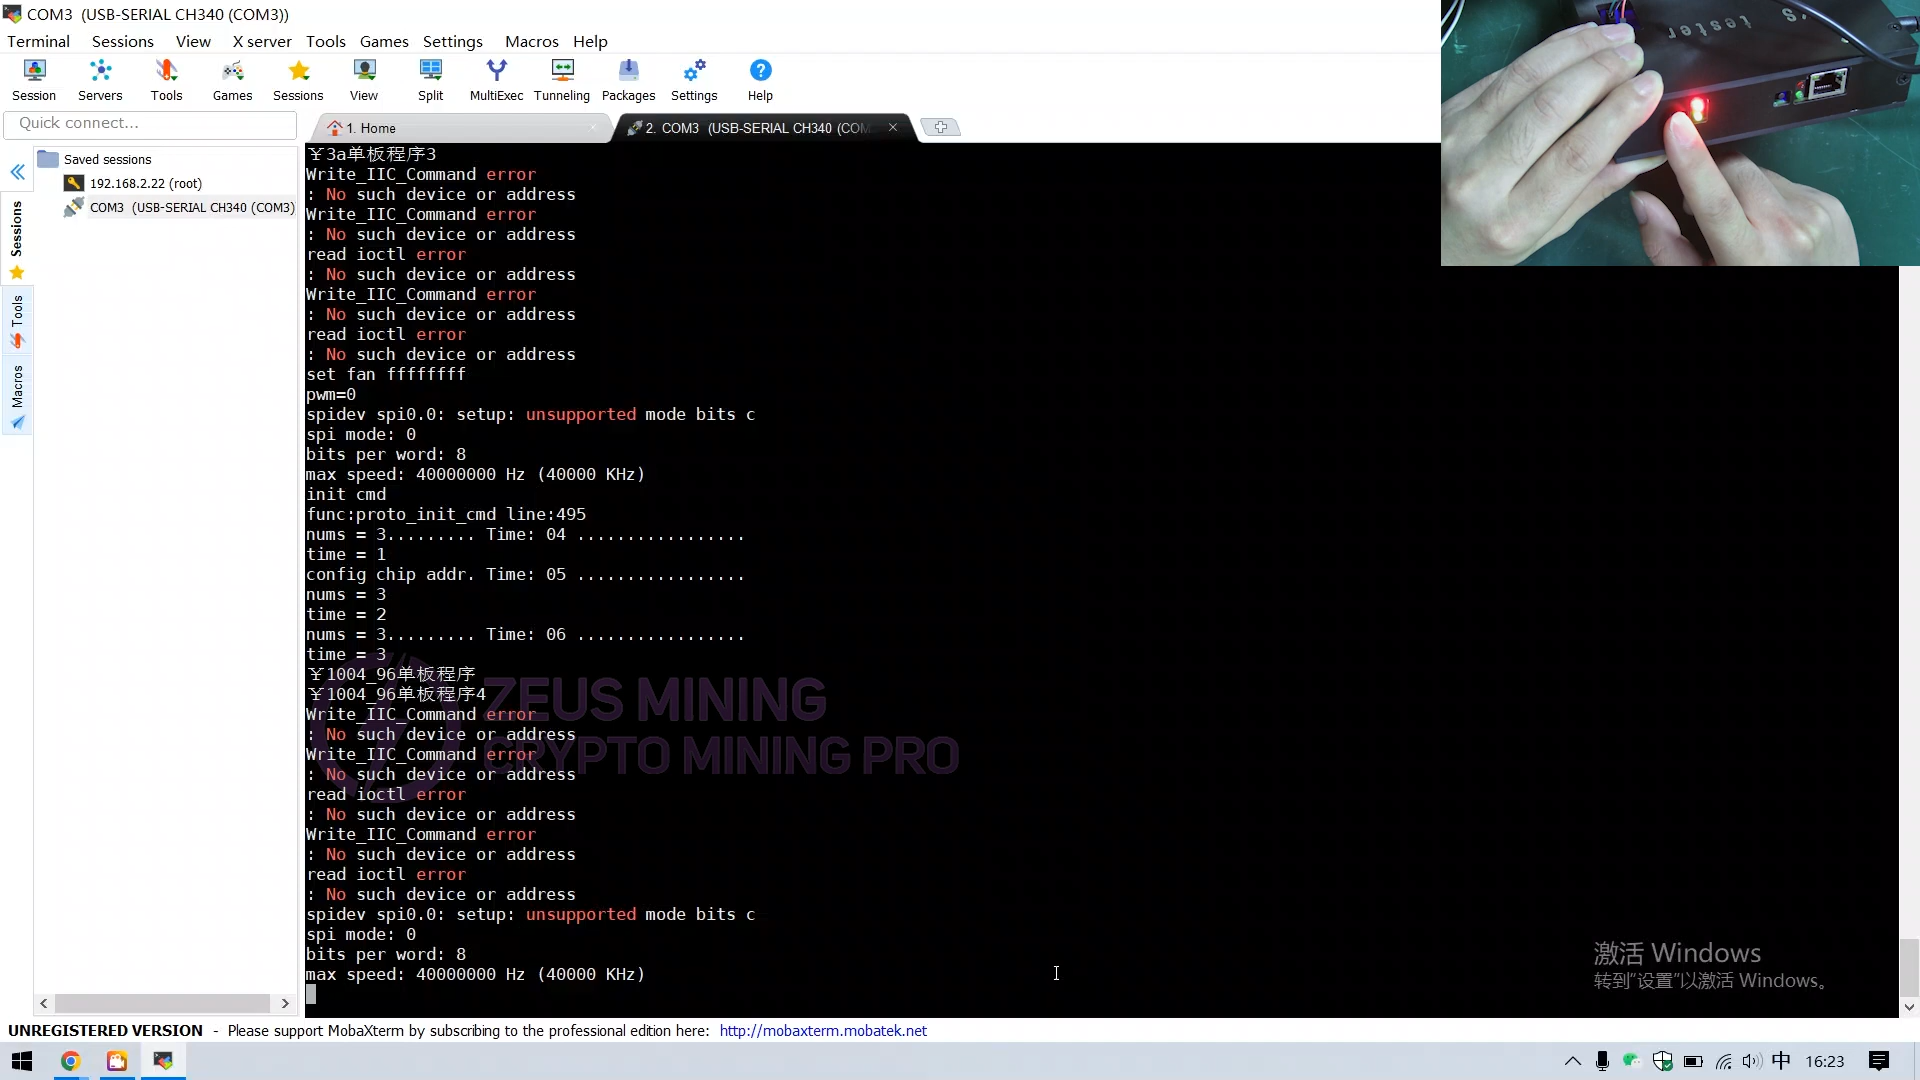 COM3  (USB-SERIAL CH340 (COM3))
Terminal Sessions View X server Tools Games Settings Macros Help
Session Servers Tools Games Sessions View Split MultiExec Tunneling Packages Settings Help
Quick connect...
1. Home
2. COM3  (USB-SERIAL CH340 (COM
Saved sessions
192.168.2.22 (root)
COM3  (USB-SERIAL CH340 (COM3)
Sessions
Tools
Macros
tester
¥3a单板程序3
Write_IIC_Command error
: No such device or address
Write_IIC_Command error
: No such device or address
read ioctl error
: No such device or address
Write_IIC_Command error
: No such device or address
read ioctl error
: No such device or address
set fan ffffffff
pwm=0
spidev spi0.0: setup: unsupported mode bits c
spi mode: 0
bits per word: 8
max speed: 40000000 Hz (40000 KHz)
init cmd
func:proto_init_cmd line:495
nums = 3......... Time: 04 .................
time = 1
config chip addr. Time: 05 .................
nums = 3
time = 2
nums = 3......... Time: 06 .................
time = 3
¥1004_96单板程序
¥1004_96单板程序4
Write_IIC_Command error
: No such device or address
Write_IIC_Command error
: No such device or address
read ioctl error
: No such device or address
Write_IIC_Command error
: No such device or address
read ioctl error
: No such device or address
spidev spi0.0: setup: unsupported mode bits c
spi mode: 0
bits per word: 8
max speed: 40000000 Hz (40000 KHz)
ZEUS MINING
CRYPTO MINING PRO
激活 Windows
转到“设置”以激活 Windows。
UNREGISTERED VERSION  -  Please support MobaXterm by subscribing to the professional edition here:  http://mobaxterm.mobatek.net
中 16:23